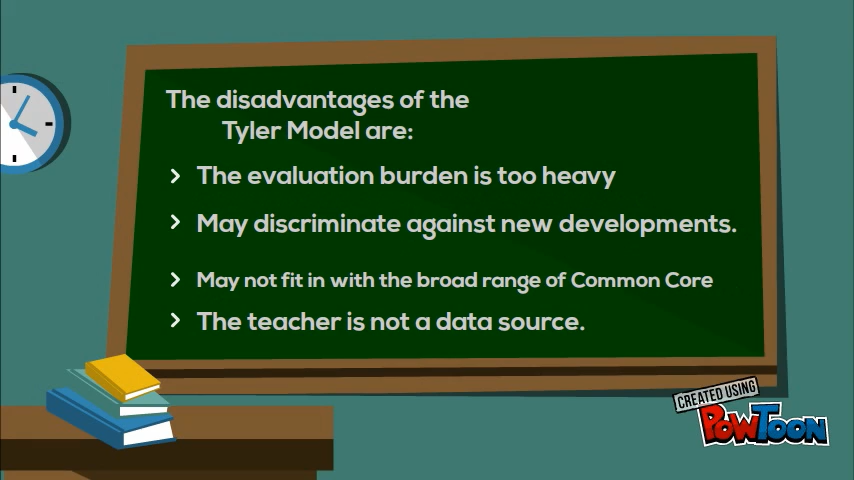 The disadvantages of the
Tyler Model are:
The evaluation burden is too heavy
May discriminate against new developments.
May not fit in with the broad range of Common Core
The teacher is not a data source.
CREATED USING
POWTOON